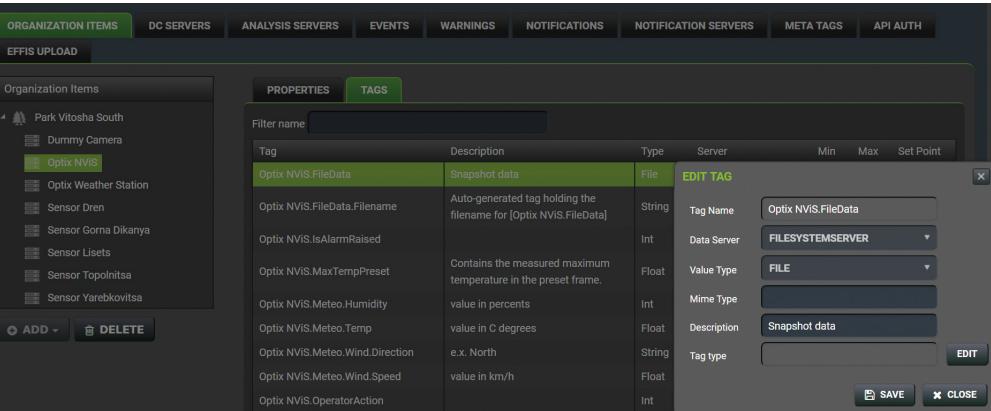 ORGANIZATION ITEMS DC SERVERS ANALYSIS SERVERS EVENTS WARNINGS NOTIFICATIONS NOTIFICATION SERVERS META TAGS API AUTH
EFFIS UPLOAD
Organization Items
Park Vitosha South
Dummy Camera
Optix NViS
Optix Weather Station
Sensor Dren
Sensor Gorna Dikanya
Sensor Lisets
Sensor Topolnitsa
Sensor Yarebkovitsa
ADD DELETE
PROPERTIES TAGS
Filter name
Tag Description Type Server Min Max Set Point
Optix NViS.FileData Snapshot data File
Optix NViS.FileData.Filename Auto-generated tag holding the filename for [Optix NViS.FileData] String
Optix NViS.IsAlarmRaised Int
Optix NViS.MaxTempPreset Contains the measured maximum temperature in the preset frame. Float
Optix NViS.Meteo.Humidity value in percents Int
Optix NViS.Meteo.Temp value in C degrees Float
Optix NViS.Meteo.Wind.Direction e.x. North String
Optix NViS.Meteo.Wind.Speed value in km/h Float
Optix NViS.OperatorAction Int
EDIT TAG
Tag Name Optix NViS.FileData
Data Server FILESYSTEMSERVER
Value Type FILE
Mime Type
Description Snapshot data
Tag type EDIT
SAVE CLOSE